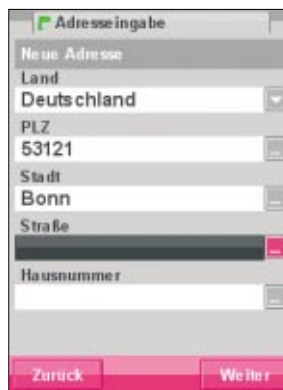 Adresseingabe
Neue Adresse
Land
Deutschland
PLZ
53121
Stadt
Bonn
Straße
Hausnummer
Zurück Weiter